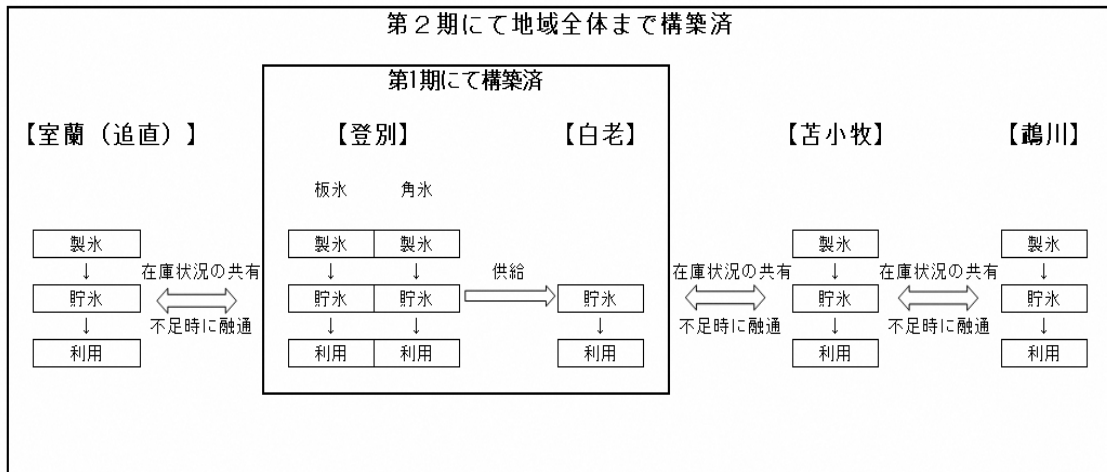 第２期にて地域全体まで構築済
第1期にて構築済
【室蘭（追直）】 【登別】 【白老】 【苫小牧】 【鵡川】
板氷 角氷
製氷 製氷 製氷 製氷 製氷
↓ ↓ ↓ ↓ ↓
在庫状況の共有 供給 在庫状況の共有 在庫状況の共有
貯氷 貯氷 貯氷 貯氷 貯氷 貯氷
↓ ↓ ↓ ↓ ↓ ↓
不足時に融通 不足時に融通 不足時に融通
利用 利用 利用 利用 利用 利用